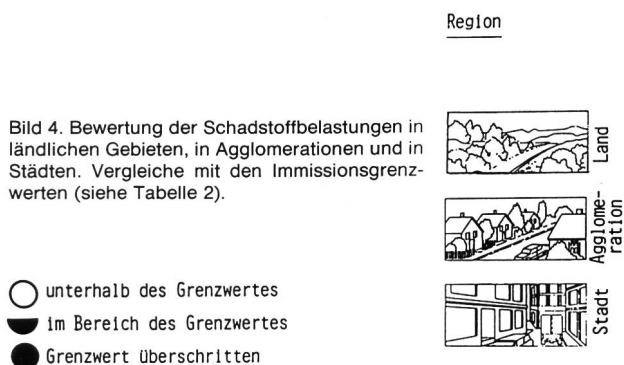 Region
Bild 4. Bewertung der Schadstoffbelastungen in
ländlichen Gebieten, in Agglomerationen und in
Städten. Vergleiche mit den Immissionsgrenz-
werten (siehe Tabelle 2).
Land
Agglome-
ration
Stadt
unterhalb des Grenzwertes
im Bereich des Grenzwertes
Grenzwert überschritten